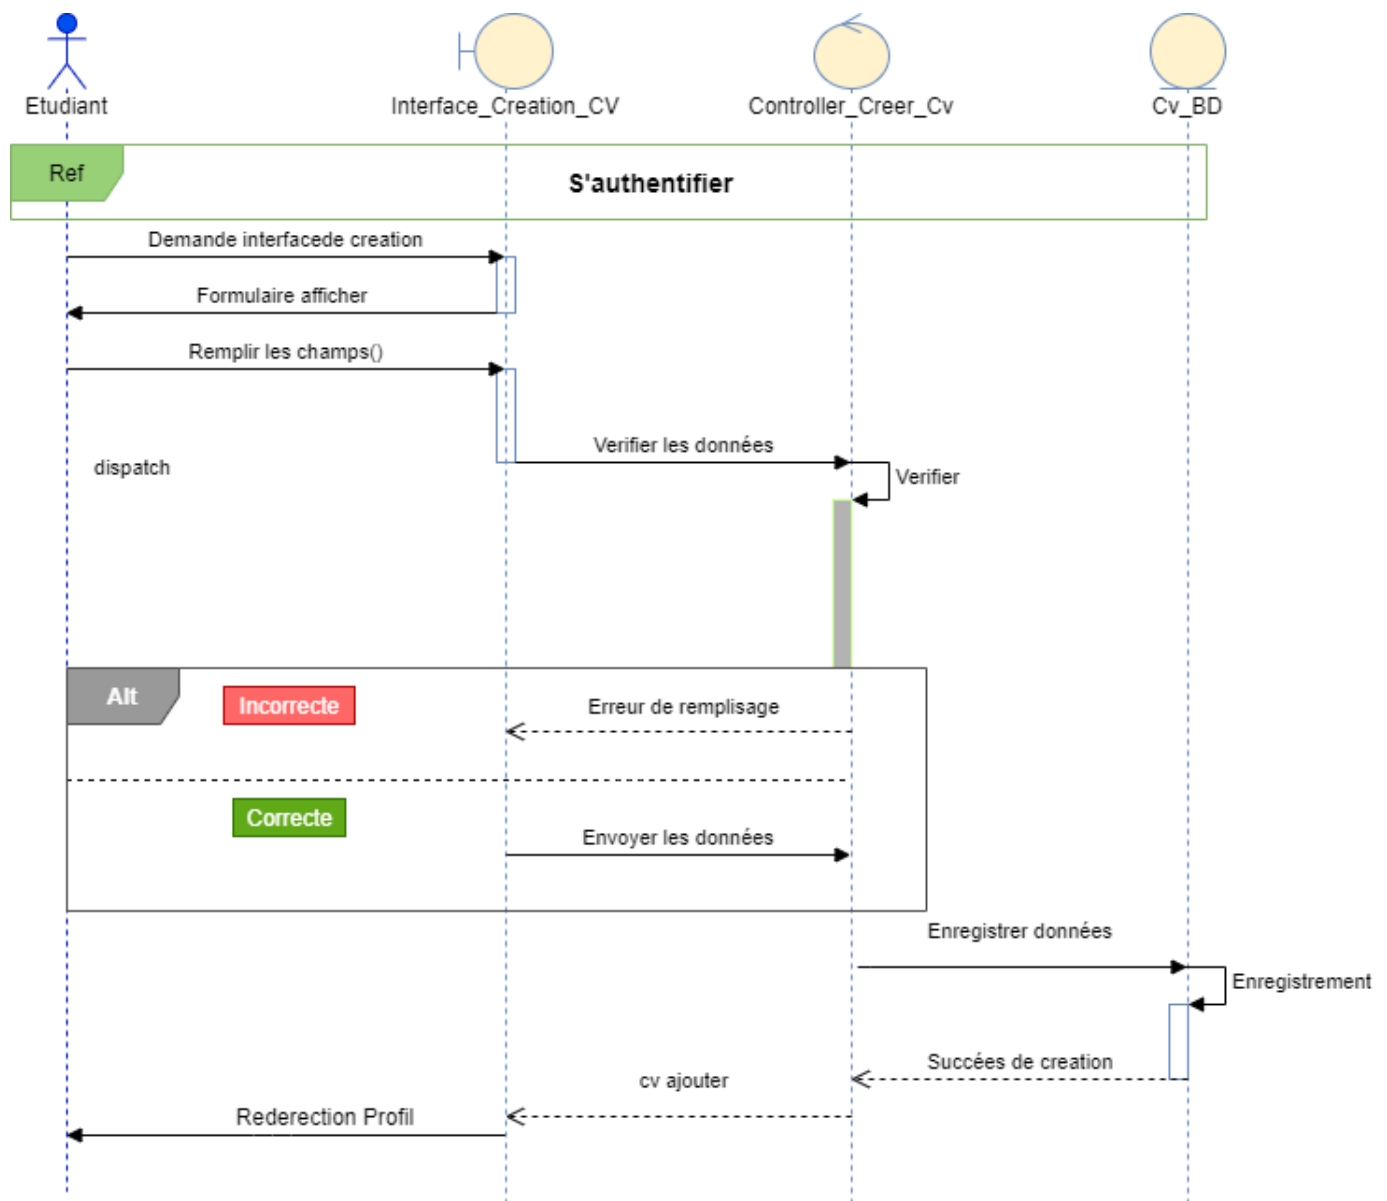 Etudiant
Interface_Creation_CV
Controller_Creer_Cv
Cv_BD
Ref
S'authentifier
Demande interfacede creation
Formulaire afficher
Remplir les champs()
Verifier les données
dispatch
Verifier
Alt
Incorrecte
Erreur de remplisage
Correcte
Envoyer les données
Enregistrer données
Enregistrement
Succées de creation
cv ajouter
Rederection Profil